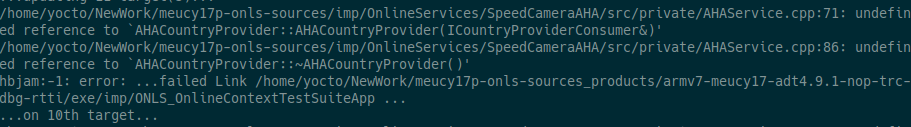 /home/yocto/NewWork/meucy17p-onls-sources/imp/OnlineServices/SpeedCameraAHA/src/private/AHAService.cpp:71: undefin
ed reference to `AHACountryProvider::AHACountryProvider(ICountryProviderConsumer&)'
/home/yocto/NewWork/meucy17p-onls-sources/imp/OnlineServices/SpeedCameraAHA/src/private/AHAService.cpp:86: undefin
ed reference to `AHACountryProvider::~AHACountryProvider()'
hbjam:-1: error: ...failed Link /home/yocto/NewWork/meucy17p-onls-sources_products/armv7-meucy17-adt4.9.1-nop-trc-
dbg-rtti/exe/imp/ONLS_OnlineContextTestSuiteApp ...
...on 10th target...